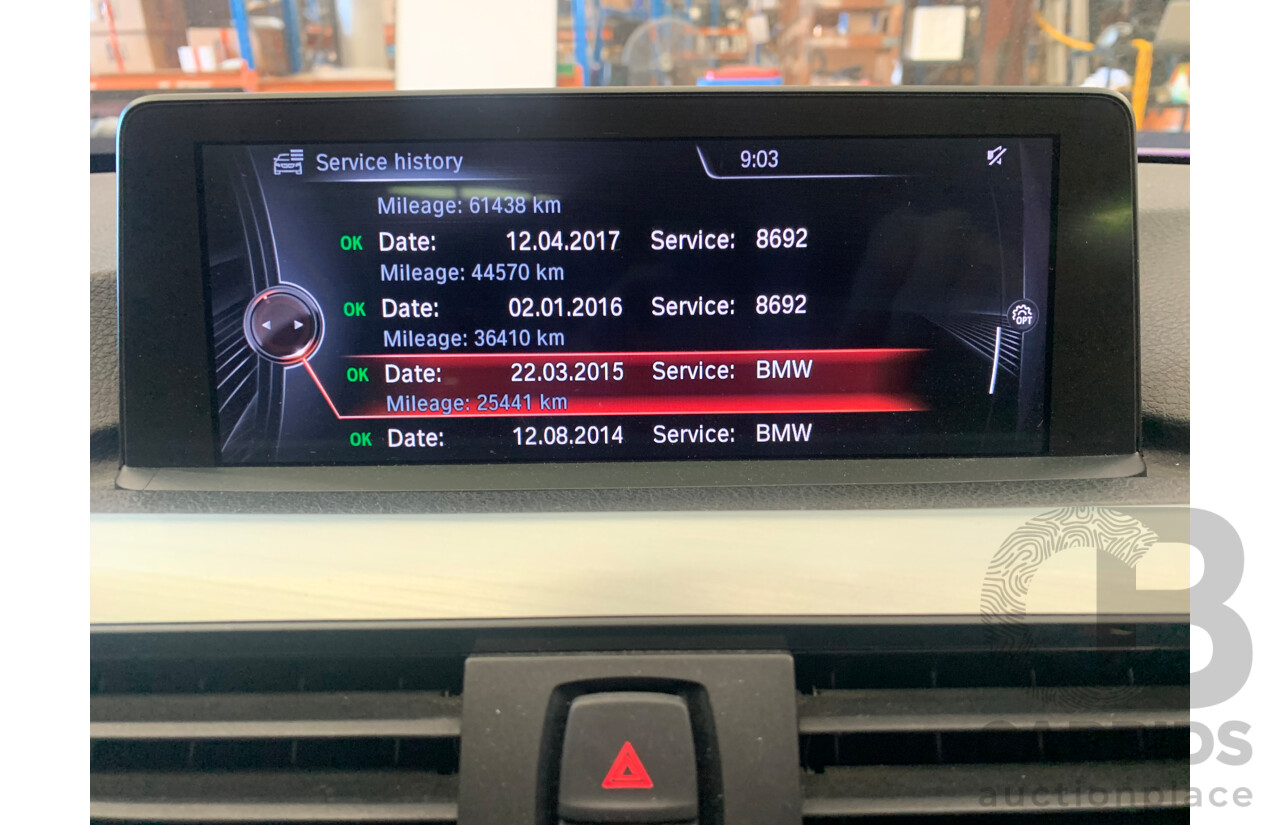 Service history 9:03
Mileage: 61438 km
OK Date: 12.04.2017 Service: 8692
Mileage: 44570 km
OK Date: 02.01.2016 Service: 8692
Mileage: 36410 km
OK Date: 22.03.2015 Service: BMW
Mileage: 25441 km
OK Date: 12.08.2014 Service: BMW
OPT
CARBIDS
auctionplace